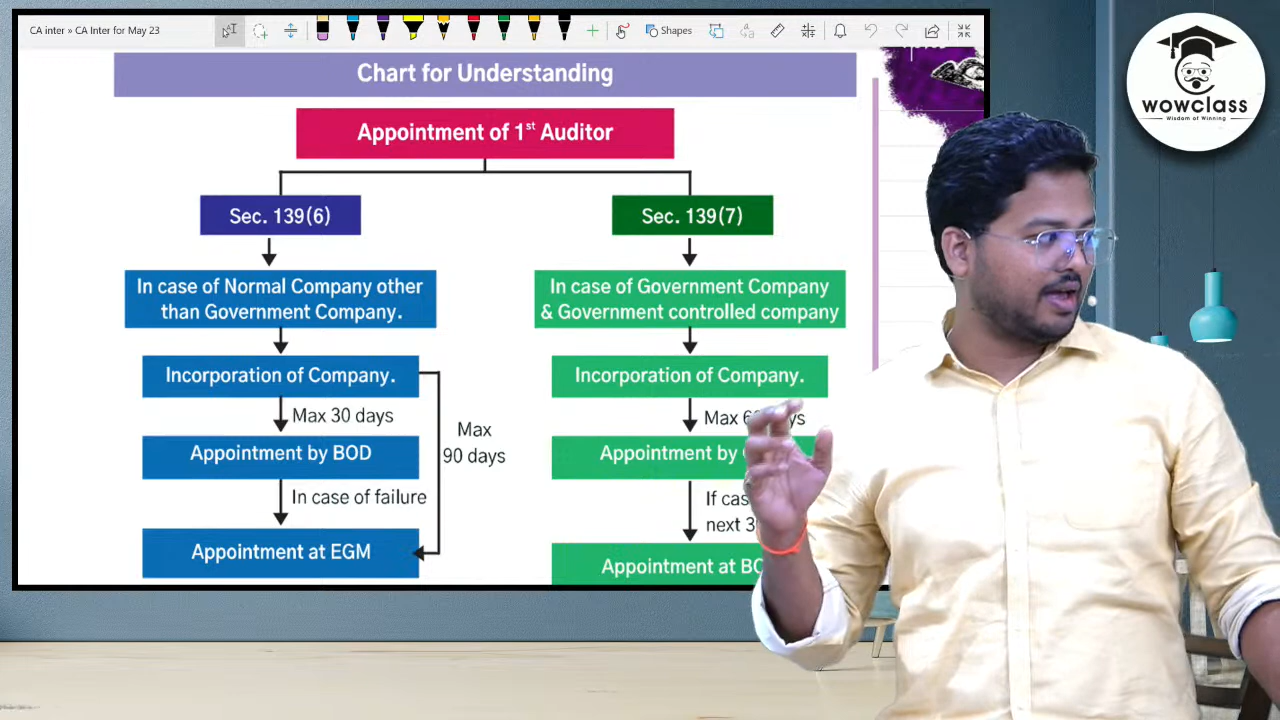 CA inter » CA Inter for May 23
Shapes
wowclass
Wisdom of Winning
Chart for Understanding
Appointment of 1st Auditor
Sec. 139(6)
In case of Normal Company other
than Government Company.
Incorporation of Company.
Max 30 days
Appointment by BOD
In case of failure
Appointment at EGM
Max
90 days
Sec. 139(7)
In case of Government Company
& Government controlled company
Incorporation of Company.
Max
Appointment by
If
next
Appointment at